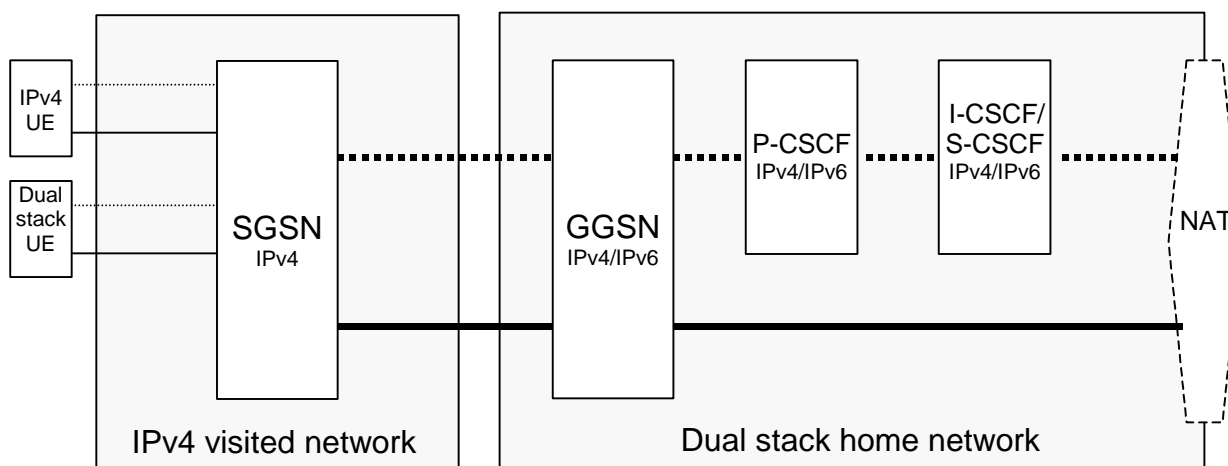 IPv4
UE
Dual
stack
UE
SGSN
IPv4
GGSN
IPv4/IPv6
P-CSCF
IPv4/IPv6
I-CSCF/
S-CSCF
IPv4/IPv6
NAT
IPv4 visited network
Dual stack home network